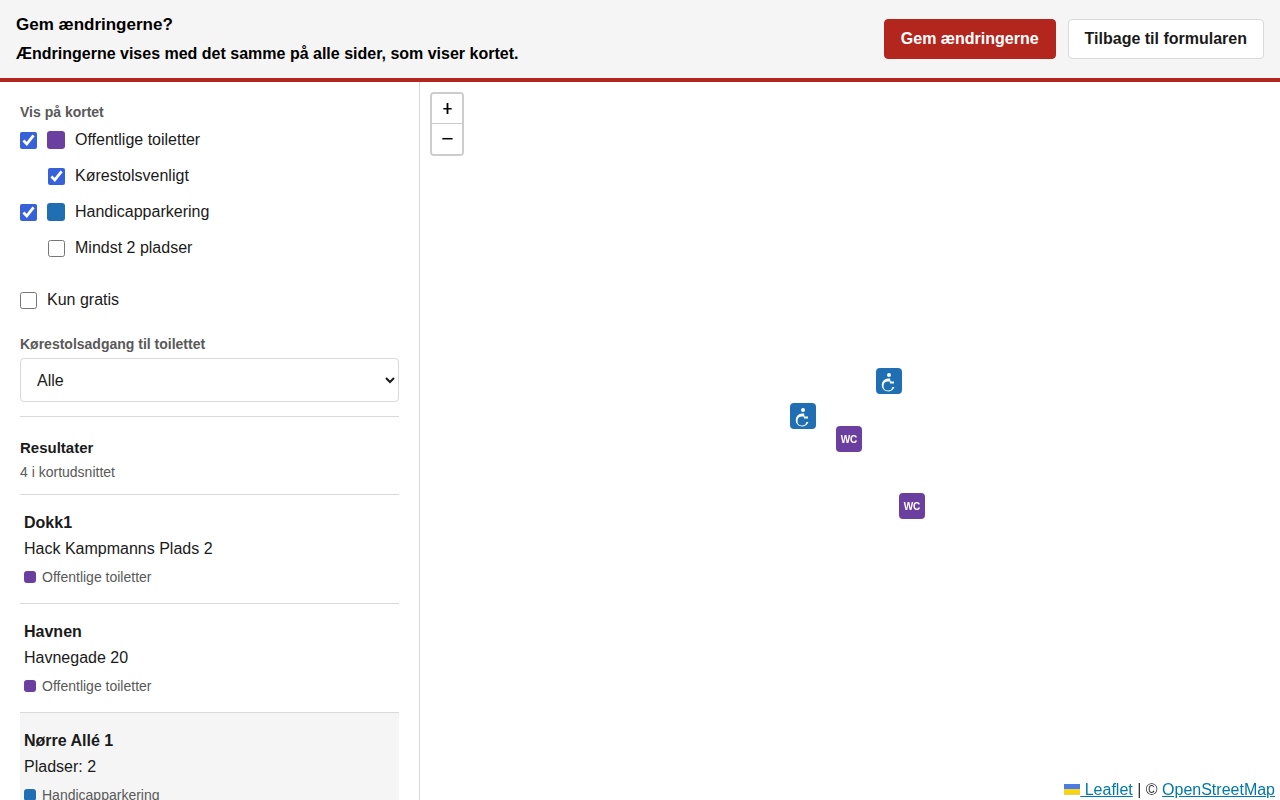 Gem ændringerne?
Ændringerne vises med det samme på alle sider, som viser kortet.
Gem ændringerne
Tilbage til formularen
Vis på kortet
Offentlige toiletter
Kørestolsvenligt
Handicapparkering
Mindst 2 pladser
Kun gratis
Kørestolsadgang til toilettet
Alle
Resultater
4 i kortudsnittet
Dokk1
Hack Kampmanns Plads 2
Offentlige toiletter
Havnen
Havnegade 20
Offentlige toiletter
Nørre Allé 1
Pladser: 2
Handicapparkering
+
−
WC
WC
Leaflet | © OpenStreetMap